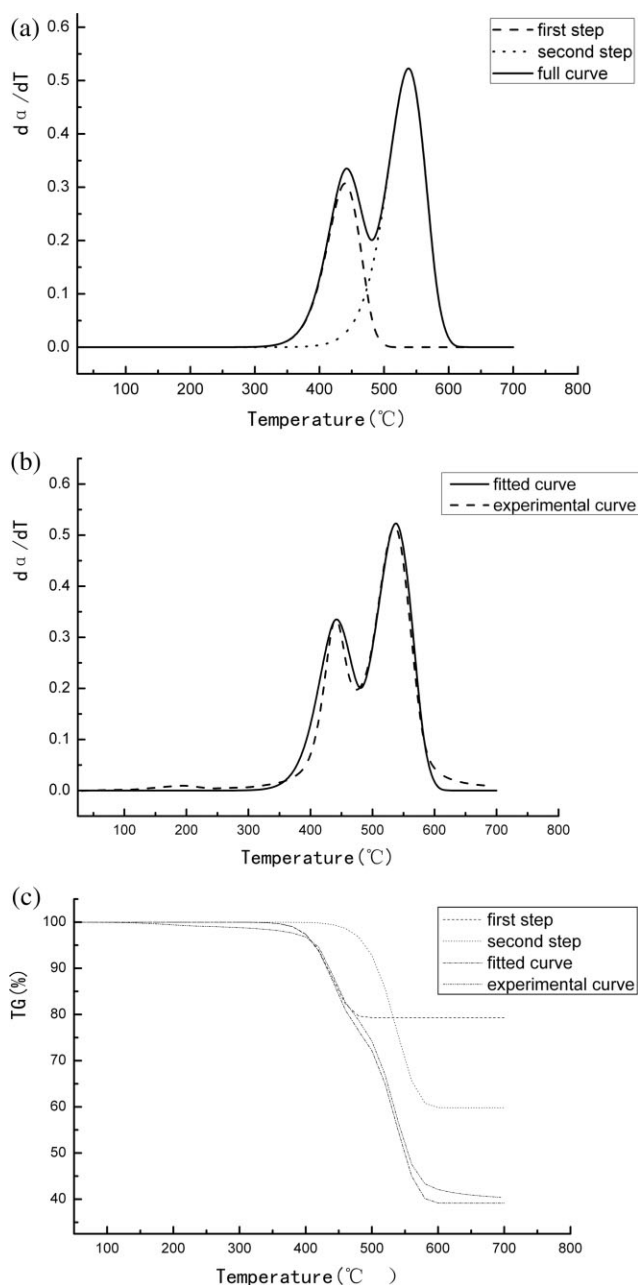 (a)
first step
second step
full curve
0.6
0.5
0.4
0.3
0.2
0.1
0.0
dα/dT
100 200 300 400 500 600 700 800
Temperature(℃)
(b)
fitted curve
experimental curve
0.6
0.5
0.4
0.3
0.2
0.1
0.0
dα/dT
100 200 300 400 500 600 700 800
Temperature(℃)
(c)
first step
second step
fitted curve
experimental curve
100
90
80
70
60
50
40
TG(%)
100 200 300 400 500 600 700 800
Temperature(℃ )